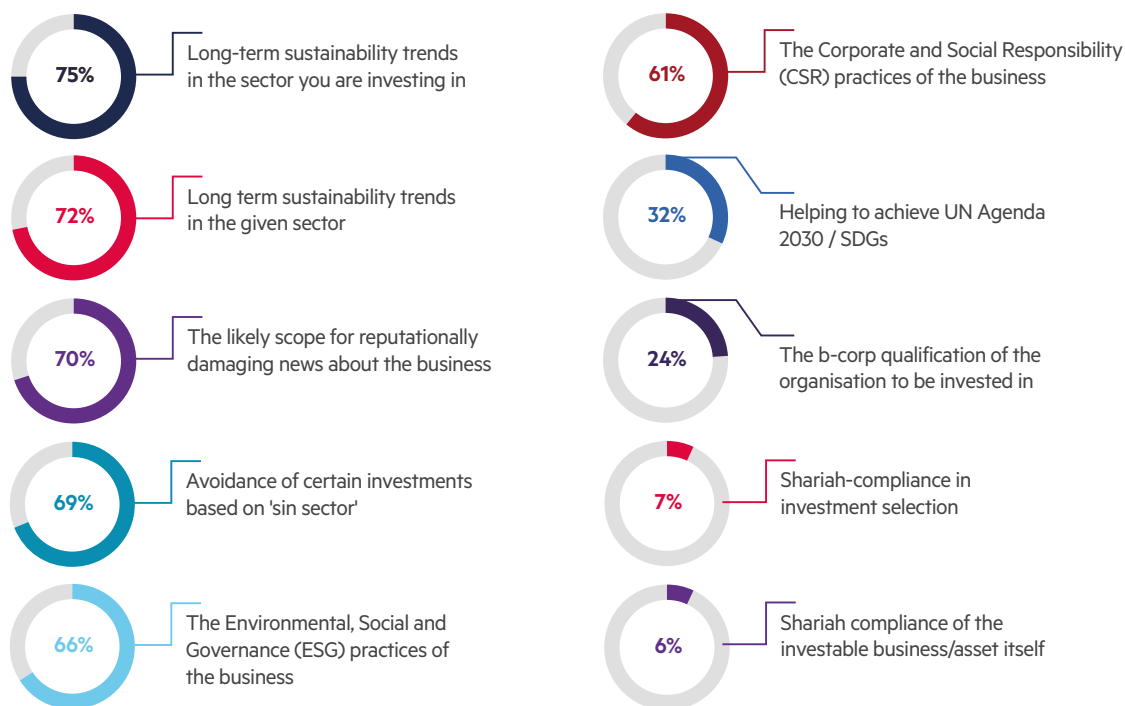 75%
Long-term sustainability trends
in the sector you are investing in
72%
Long term sustainability trends
in the given sector
70%
The likely scope for reputationally
damaging news about the business
69%
Avoidance of certain investments
based on 'sin sector'
66%
The Environmental, Social and
Governance (ESG) practices of
the business
61%
The Corporate and Social Responsibility
(CSR) practices of the business
32%
Helping to achieve UN Agenda
2030 / SDGs
24%
The b-corp qualification of the
organisation to be invested in
7%
Shariah-compliance in
investment selection
6%
Shariah compliance of the
investable business/asset itself